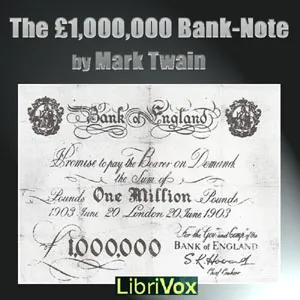 The £1,000,000 Bank-Note
by Mark Twain
Bank of England
I Promise to pay the Bearer on Demand
the Sum of
Pounds One Million Pounds
1903 June 20 London 20 June 1903
For the Gov: and Comp: of the
£1,000,000
BANK OF ENGLAND
Chief Cashier
LibriVox